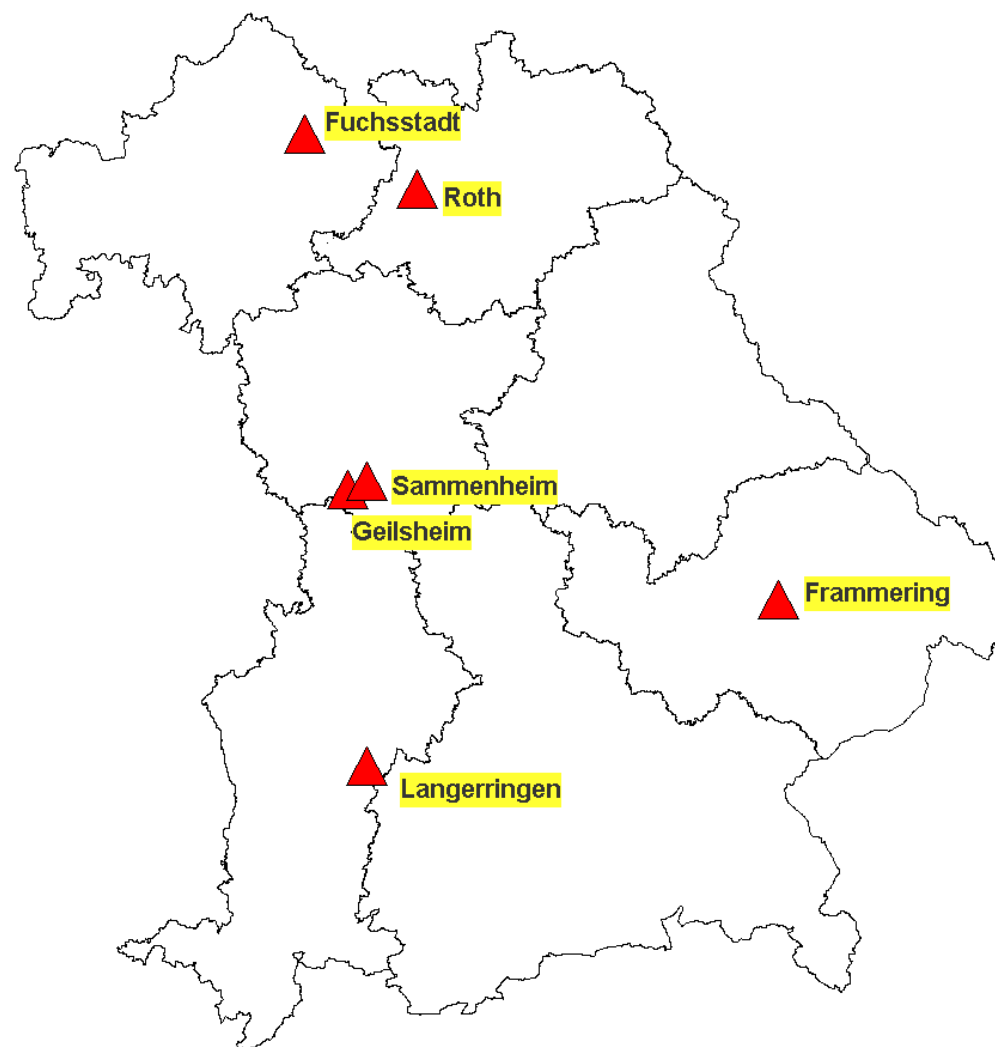 Fuchsstadt
Roth
Sammenheim
Geilsheim
Frammering
Langerringen